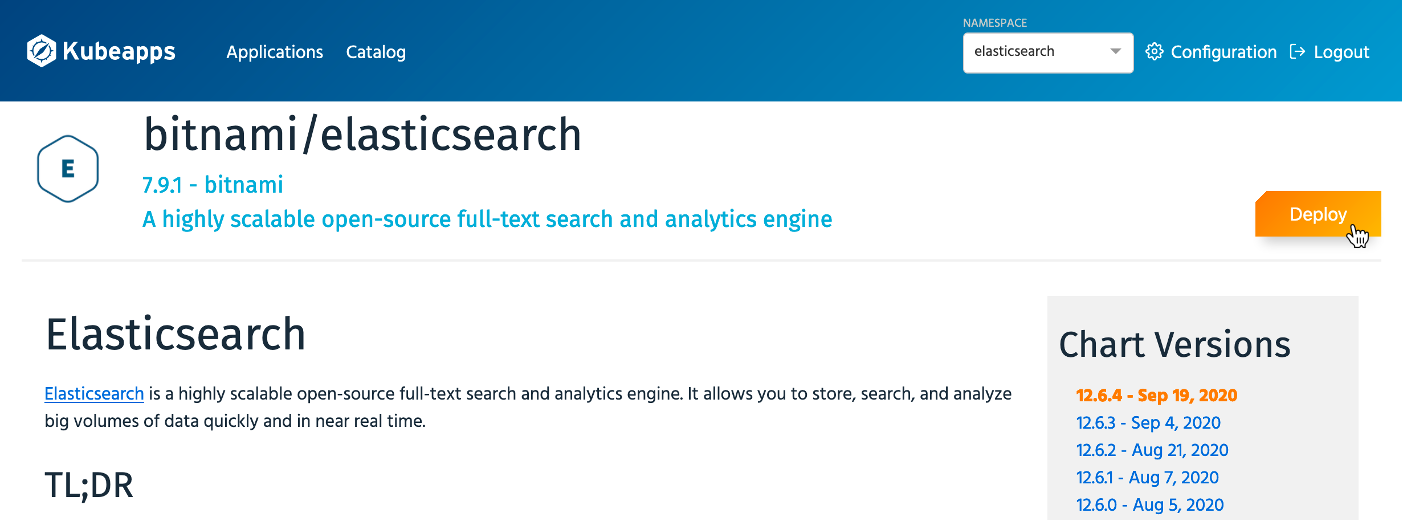 Kubeapps
Applications
Catalog
NAMESPACE
elasticsearch
Configuration
Logout
E
bitnami/elasticsearch
7.9.1 - bitnami
A highly scalable open-source full-text search and analytics engine
Deploy
Elasticsearch
Elasticsearch is a highly scalable open-source full-text search and analytics engine. It allows you to store, search, and analyze
big volumes of data quickly and in near real time.
TL;DR
Chart Versions
12.6.4 - Sep 19, 2020
12.6.3 - Sep 4, 2020
12.6.2 - Aug 21, 2020
12.6.1 - Aug 7, 2020
12.6.0 - Aug 5, 2020